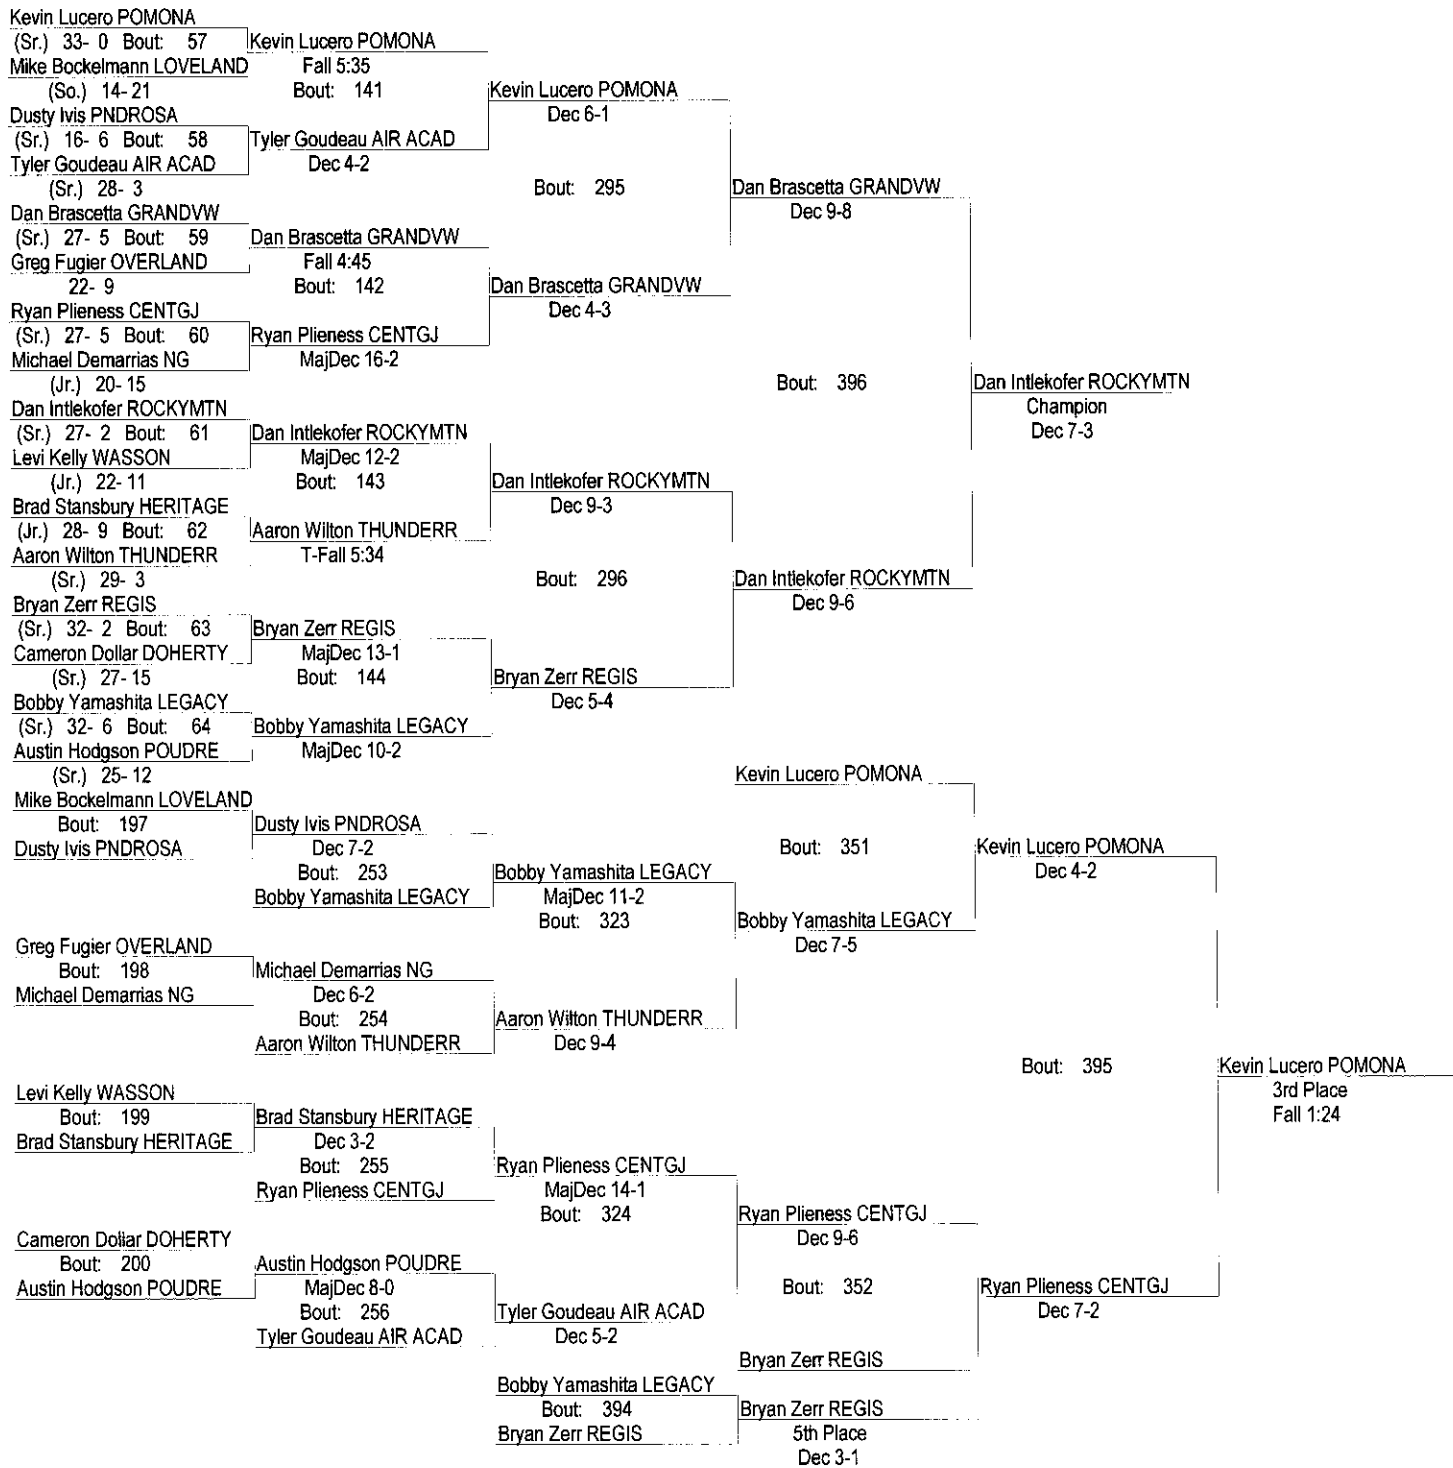 Kevin Lucero POMONA
(Sr.) 33- 0 Bout: 57
Mike Bockelmann LOVELAND
(So.) 14- 21
Dusty Ivis PNDROSA
(Sr.) 16- 6 Bout: 58
Tyler Goudeau AIR ACAD
(Sr.) 28- 3
Dan Brascetta GRANDVW
(Sr.) 27- 5 Bout: 59
Greg Fugier OVERLAND
22- 9
Ryan Plieness CENTGJ
(Sr.) 27- 5 Bout: 60
Michael Demarrias NG
(Jr.) 20- 15
Dan Intlekofer ROCKYMTN
(Sr.) 27- 2 Bout: 61
Levi Kelly WASSON
(Jr.) 22- 11
Brad Stansbury HERITAGE
(Jr.) 28- 9 Bout: 62
Aaron Wilton THUNDERR
(Sr.) 29- 3
Bryan Zerr REGIS
(Sr.) 32- 2 Bout: 63
Cameron Dollar DOHERTY
(Sr.) 27- 15
Bobby Yamashita LEGACY
(Sr.) 32- 6 Bout: 64
Austin Hodgson POUDRE
(Sr.) 25- 12
Kevin Lucero POMONA
Fall 5:35
Bout: 141
Tyler Goudeau AIR ACAD
Dec 4-2
Dan Brascetta GRANDVW
Fall 4:45
Bout: 142
Ryan Plieness CENTGJ
MajDec 16-2
Dan Intlekofer ROCKYMTN
MajDec 12-2
Bout: 143
Aaron Wilton THUNDERR
T-Fall 5:34
Bryan Zerr REGIS
MajDec 13-1
Bout: 144
Bobby Yamashita LEGACY
MajDec 10-2
Kevin Lucero POMONA
Dec 6-1
Bout: 295
Dan Brascetta GRANDVW
Dec 4-3
Dan Intlekofer ROCKYMTN
Dec 9-3
Bout: 296
Bryan Zerr REGIS
Dec 5-4
Dan Brascetta GRANDVW
Dec 9-8
Bout: 396
Dan Intlekofer ROCKYMTN
Dec 9-6
Dan Intlekofer ROCKYMTN
Champion
Dec 7-3
Mike Bockelmann LOVELAND
Bout: 197
Dusty Ivis PNDROSA
Greg Fugier OVERLAND
Bout: 198
Michael Demarrias NG
Levi Kelly WASSON
Bout: 199
Brad Stansbury HERITAGE
Cameron Dollar DOHERTY
Bout: 200
Austin Hodgson POUDRE
Dusty Ivis PNDROSA
Dec 7-2
Bout: 253
Bobby Yamashita LEGACY
Michael Demarrias NG
Dec 6-2
Bout: 254
Aaron Wilton THUNDERR
Brad Stansbury HERITAGE
Dec 3-2
Bout: 255
Ryan Plieness CENTGJ
Austin Hodgson POUDRE
MajDec 8-0
Bout: 256
Tyler Goudeau AIR ACAD
Bobby Yamashita LEGACY
MajDec 11-2
Bout: 323
Aaron Wilton THUNDERR
Dec 9-4
Ryan Plieness CENTGJ
MajDec 14-1
Bout: 324
Tyler Goudeau AIR ACAD
Dec 5-2
Kevin Lucero POMONA
Bout: 351
Bobby Yamashita LEGACY
Dec 7-5
Ryan Plieness CENTGJ
Dec 9-6
Bout: 352
Bryan Zerr REGIS
Kevin Lucero POMONA
Dec 4-2
Bout: 395
Ryan Plieness CENTGJ
Dec 7-2
Kevin Lucero POMONA
3rd Place
Fall 1:24
Bobby Yamashita LEGACY
Bout: 394
Bryan Zerr REGIS
Bryan Zerr REGIS
5th Place
Dec 3-1